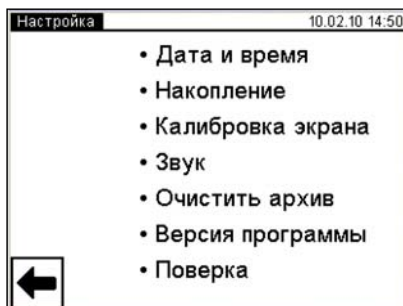 Настройка 10.02.10 14:50
• Дата и время
• Накопление
• Калибровка экрана
• Звук
• Очистить архив
• Версия программы
• Поверка